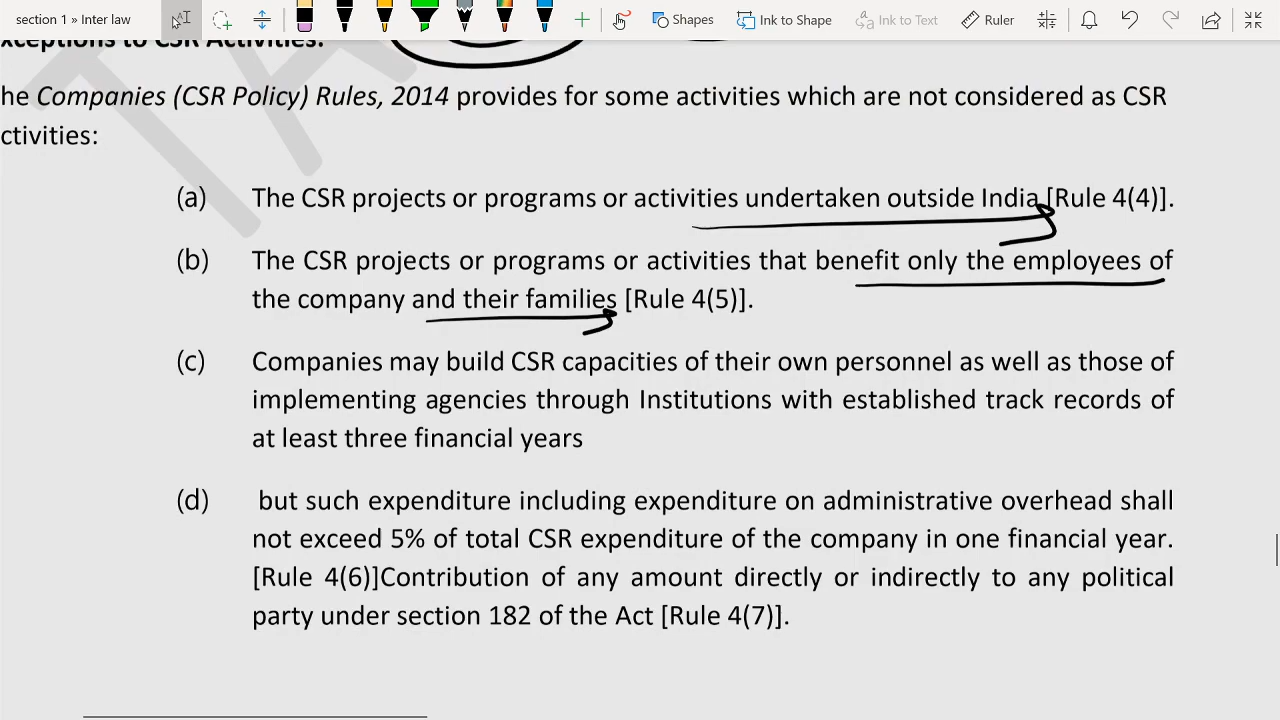 section 1 » Inter law
Shapes
Ink to Shape
Ink to Text
Ruler
xceptions to CSR Activities:
he Companies (CSR Policy) Rules, 2014 provides for some activities which are not considered as CSR
ctivities:
(a) The CSR projects or programs or activities undertaken outside India [Rule 4(4)].
(b) The CSR projects or programs or activities that benefit only the employees of
the company and their families [Rule 4(5)].
(c) Companies may build CSR capacities of their own personnel as well as those of
implementing agencies through Institutions with established track records of
at least three financial years
(d) but such expenditure including expenditure on administrative overhead shall
not exceed 5% of total CSR expenditure of the company in one financial year.
[Rule 4(6)]Contribution of any amount directly or indirectly to any political
party under section 182 of the Act [Rule 4(7)].